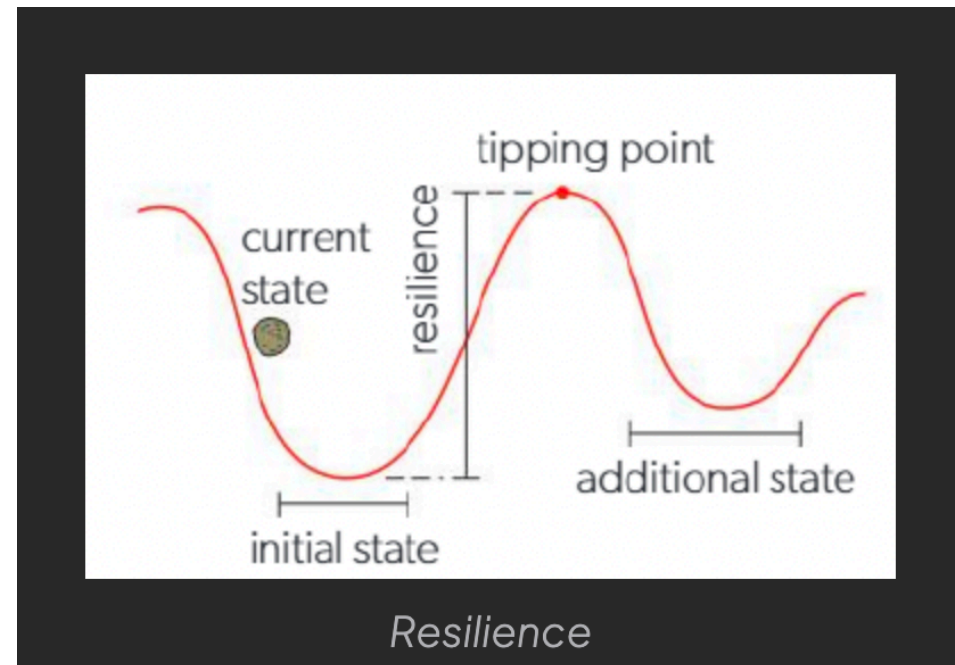 tipping point
resilience
current
state
additional state
initial state
Resilience